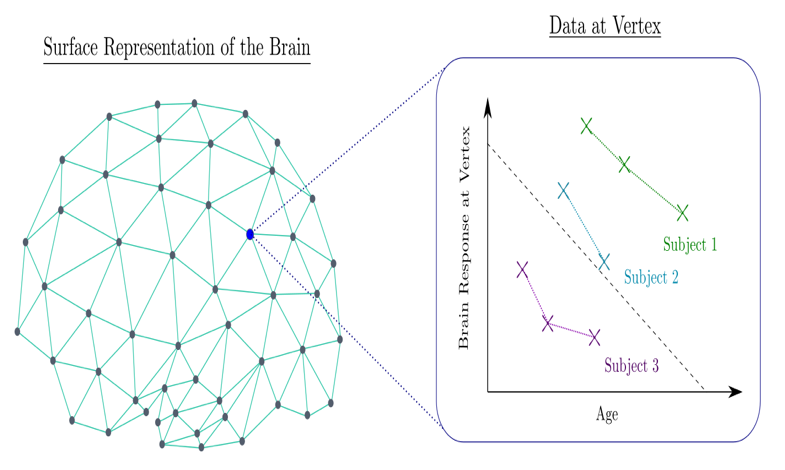 Surface Representation of the Brain
Data at Vertex
Brain Response at Vertex
Subject 1
Subject 2
Subject 3
Age